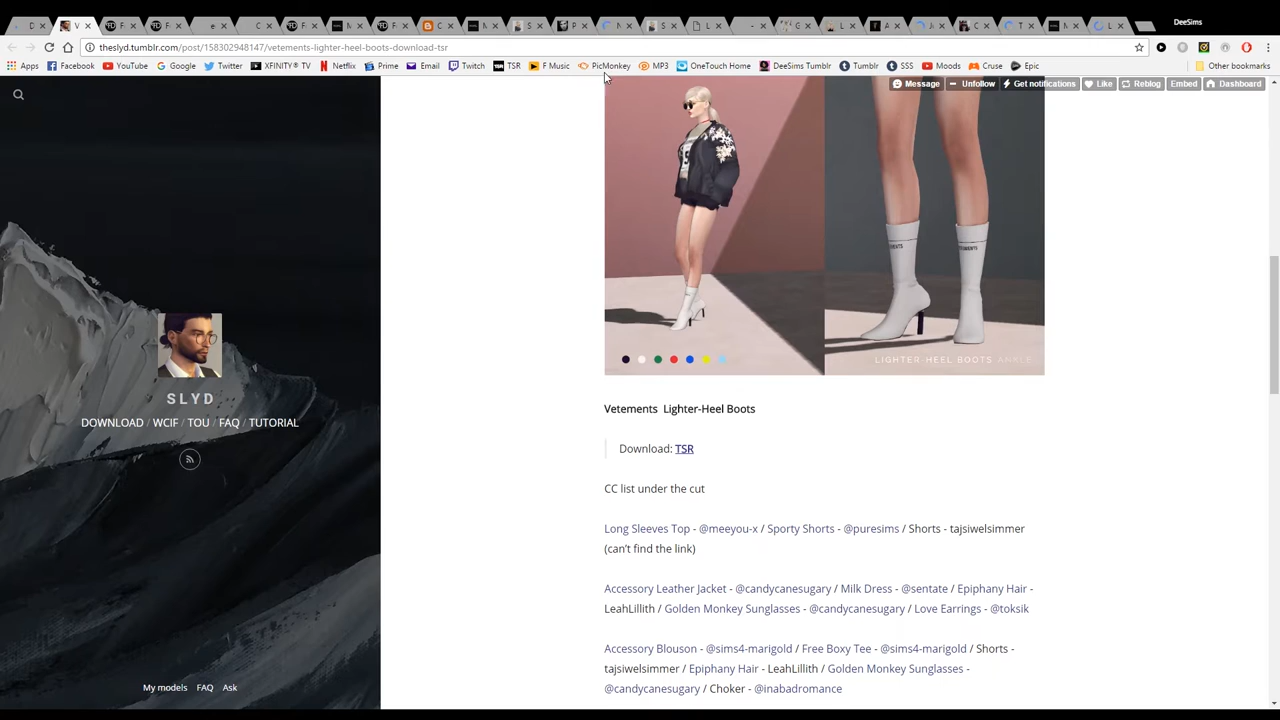 DeeSims
theslyd.tumblr.com/post/158302948147/vetements-lighter-heel-boots-download-tsr
Apps Facebook YouTube Google Twitter XFINITY® TV Netflix Prime Email Twitch TSR F Music PicMonkey MP3 OneTouch Home DeeSims Tumblr Tumblr SSS Moods Cruse Epic Other bookmarks
Message Unfollow Get notifications Like Reblog Embed Dashboard
LIGHTER-HEEL BOOTS ANKLE
SLYD
DOWNLOAD / WCIF / TOU / FAQ / TUTORIAL
My models FAQ Ask
Vetements Lighter-Heel Boots
Download: TSR
CC list under the cut
Long Sleeves Top - @meeyou-x / Sporty Shorts - @puresims / Shorts - tajsiwelsimmer
(can't find the link)
Accessory Leather Jacket - @candycanesugary / Milk Dress - @sentate / Epiphany Hair -
LeahLillith / Golden Monkey Sunglasses - @candycanesugary / Love Earrings - @toksik
Accessory Blouson - @sims4-marigold / Free Boxy Tee - @sims4-marigold / Shorts -
tajsiwelsimmer / Epiphany Hair - LeahLillith / Golden Monkey Sunglasses -
@candycanesugary / Choker - @inabadromance